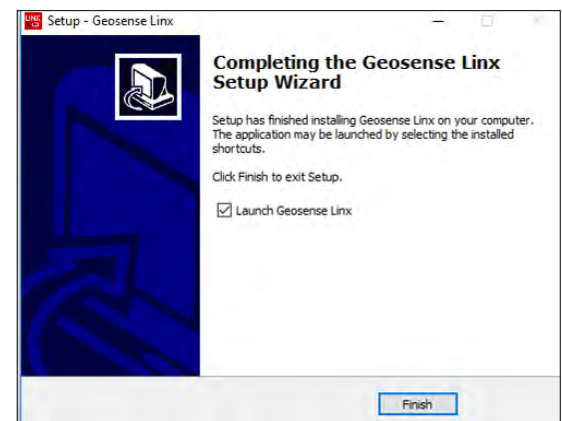 LINX
Setup - Geosense Linx
Completing the Geosense Linx
Setup Wizard
Setup has finished installing Geosense Linx on your computer.
The application may be launched by selecting the installed
shortcuts.
Click Finish to exit Setup.
Launch Geosense Linx
Finish